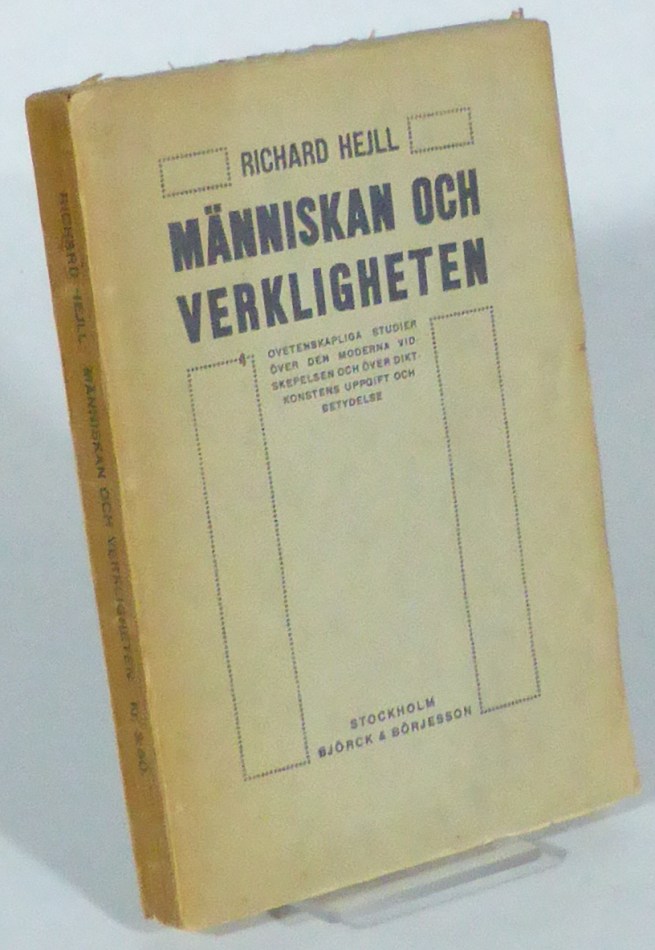 RICHARD HEJLL
MÄNNISKAN OCH
VERKLIGHETEN
OVETENSKAPLIGA STUDIER
ÖVER DEN MODERNA VID-
SKEPELSEN OCH ÖVER DIKT-
KONSTENS UPPGIFT OCH
BETYDELSE
STOCKHOLM
BJÖRCK & BÖRJESSON
RICHARD HEJLL MÄNNISKAN OCH VERKLIGHETEN